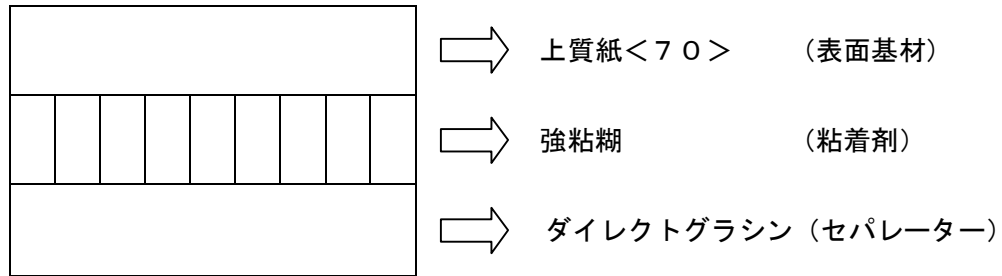 上質紙＜７０＞　（表面基材）
強粘糊　（粘着剤）
ダイレクトグラシン（セパレーター）